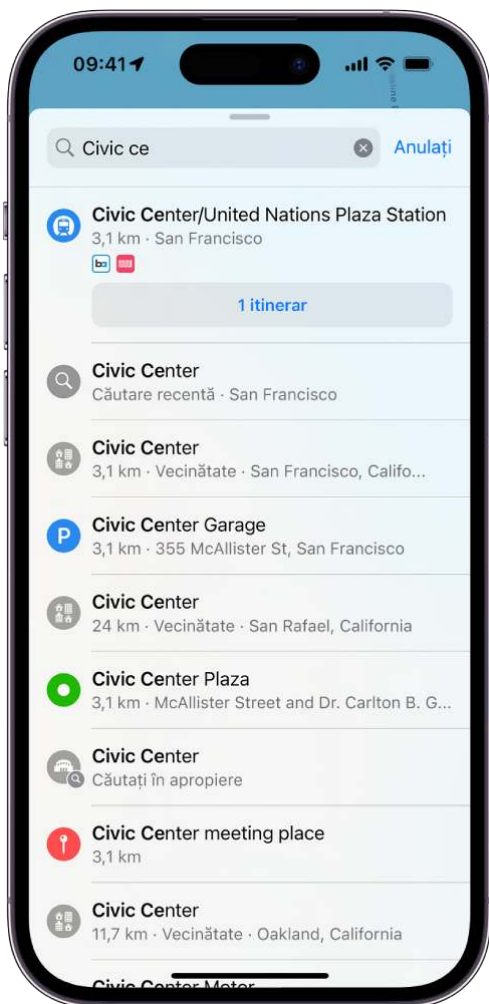 09:41
Civic ce
Anulați
Civic Center/United Nations Plaza Station
3,1 km · San Francisco
ba
1 itinerar
Civic Center
Căutare recentă · San Francisco
Civic Center
3,1 km · Vecinătate · San Francisco, Califo...
P
Civic Center Garage
3,1 km · 355 McAllister St, San Francisco
Civic Center
24 km · Vecinătate · San Rafael, California
Civic Center Plaza
3,1 km · McAllister Street and Dr. Carlton B. G...
Civic Center
Căutați în apropiere
Civic Center meeting place
3,1 km
Civic Center
11,7 km · Vecinătate · Oakland, California
Civic Center Motor